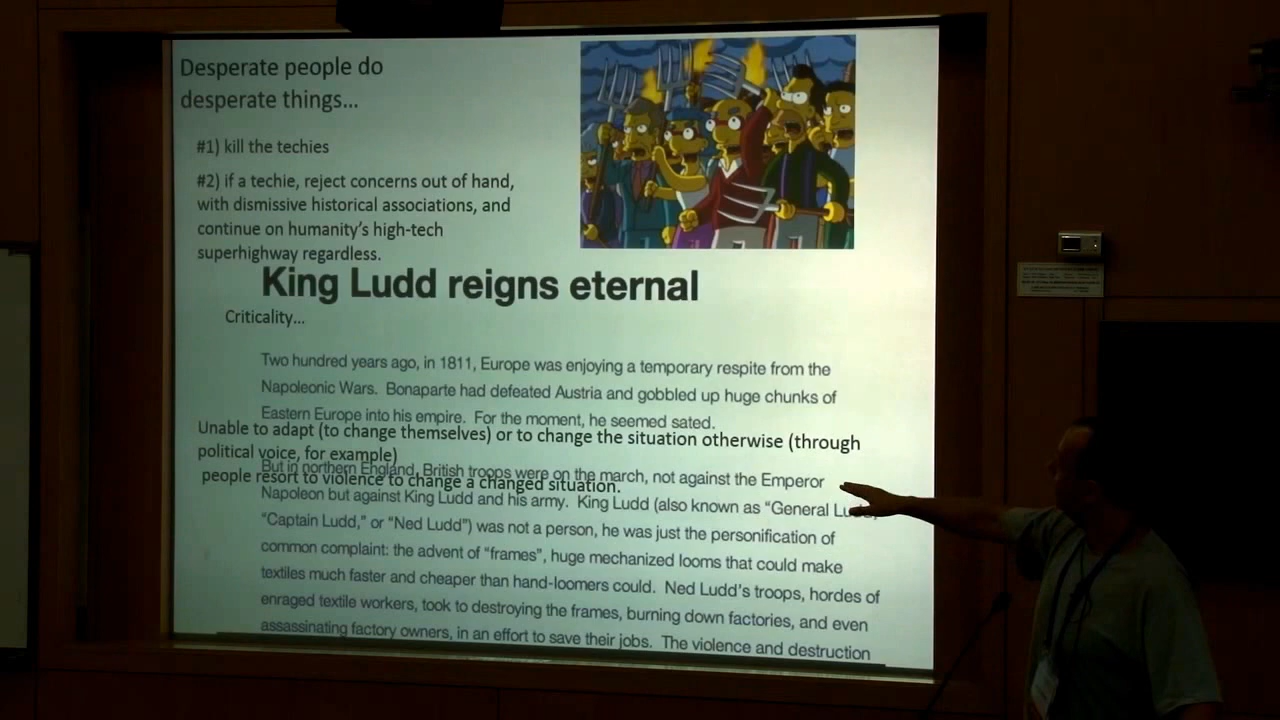 Desperate people do
desperate things...
#1) kill the techies
#2) if a techie, reject concerns out of hand,
with dismissive historical associations, and
continue on humanity's high-tech
superhighway regardless.
King Ludd reigns eternal
Criticality...
Two hundred years ago, in 1811, Europe was enjoying a temporary respite from the
Napoleonic Wars. Bonaparte had defeated Austria and gobbled up huge chunks of
Eastern Europe into his empire. For the moment, he seemed sated.
Unable to adapt (to change themselves) or to change the situation otherwise (through
political voice, for example)
But in northern England, British troops were on the march, not against the Emperor
people resort to violence to change a changed situation.
Napoleon but against King Ludd and his army. King Ludd (also known as "General
"Captain Ludd," or "Ned Ludd") was not a person, he was just the personification of
common complaint: the advent of "frames", huge mechanized looms that could make
textiles much faster and cheaper than hand-loomers could. Ned Ludd's troops, hordes of
enraged textile workers, took to destroying the frames, burning down factories, and even
assassinating factory owners, in an effort to save their jobs. The violence and destruction